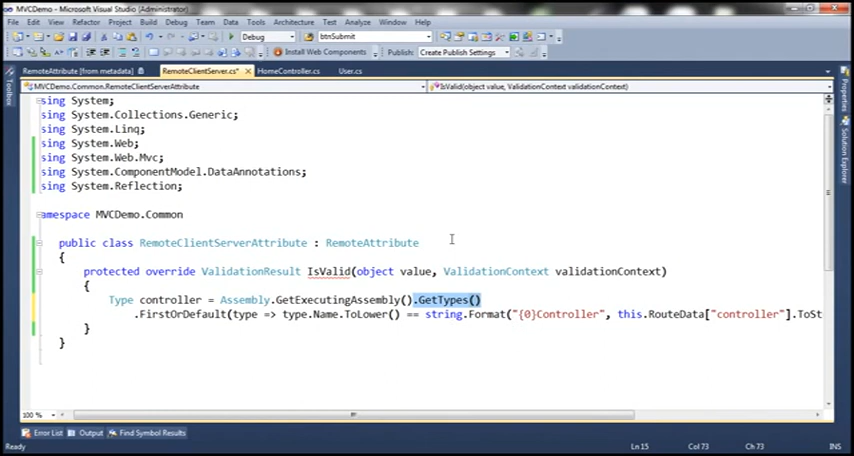 MVCDemo - Microsoft Visual Studio (Administrator)
File Edit View Refactor Project Build Debug Team Data Tools Architecture Test Analyze Window Help
Debug btnSubmit
Install Web Components Publish: Create Publish Settings
RemoteAttribute [from metadata] RemoteClientServer.cs* HomeController.cs User.cs
MVCDemo.Common.RemoteClientServerAttribute IsValid(object value, ValidationContext validationContext)
Toolbox
Properties
Solution Explorer
sing System;
sing System.Collections.Generic;
sing System.Linq;
sing System.Web;
sing System.Web.Mvc;
sing System.ComponentModel.DataAnnotations;
sing System.Reflection;
amespace MVCDemo.Common
public class RemoteClientServerAttribute : RemoteAttribute
{
protected override ValidationResult IsValid(object value, ValidationContext validationContext)
{
Type controller = Assembly.GetExecutingAssembly().GetTypes()
.FirstOrDefault(type => type.Name.ToLower() == string.Format("{0}Controller", this.RouteData["controller"].ToSt
}
}
100 %
Error List Output Find Symbol Results
Ln 15 Col 73 Ch 73 INS